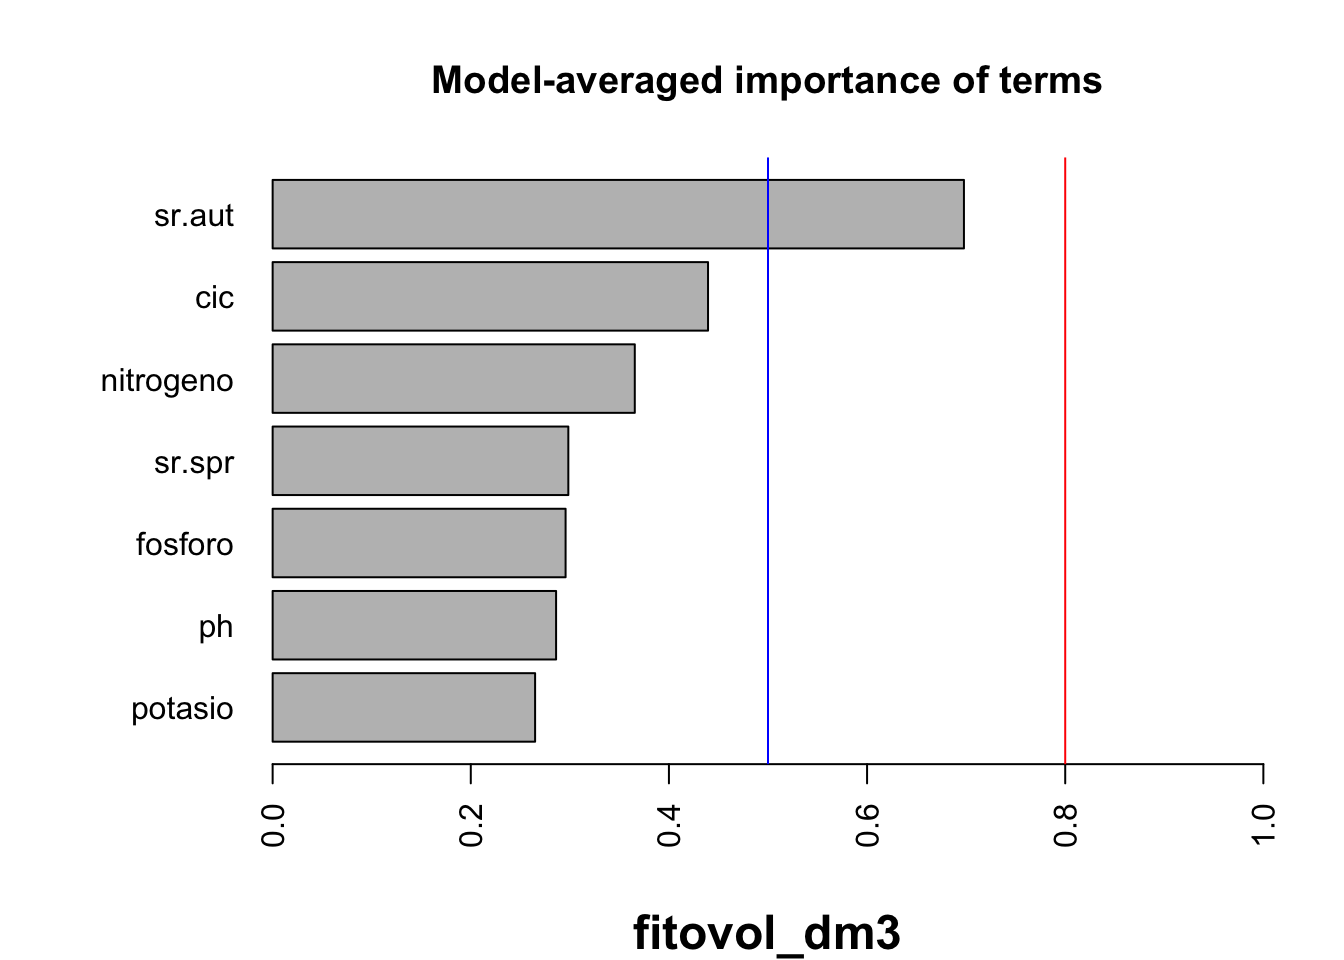 Model-averaged importance of terms
sr.aut
cic
nitrogeno
sr.spr
fosforo
ph
potasio
0.0 0.2 0.4 0.6 0.8 1.0
fitovol_dm3